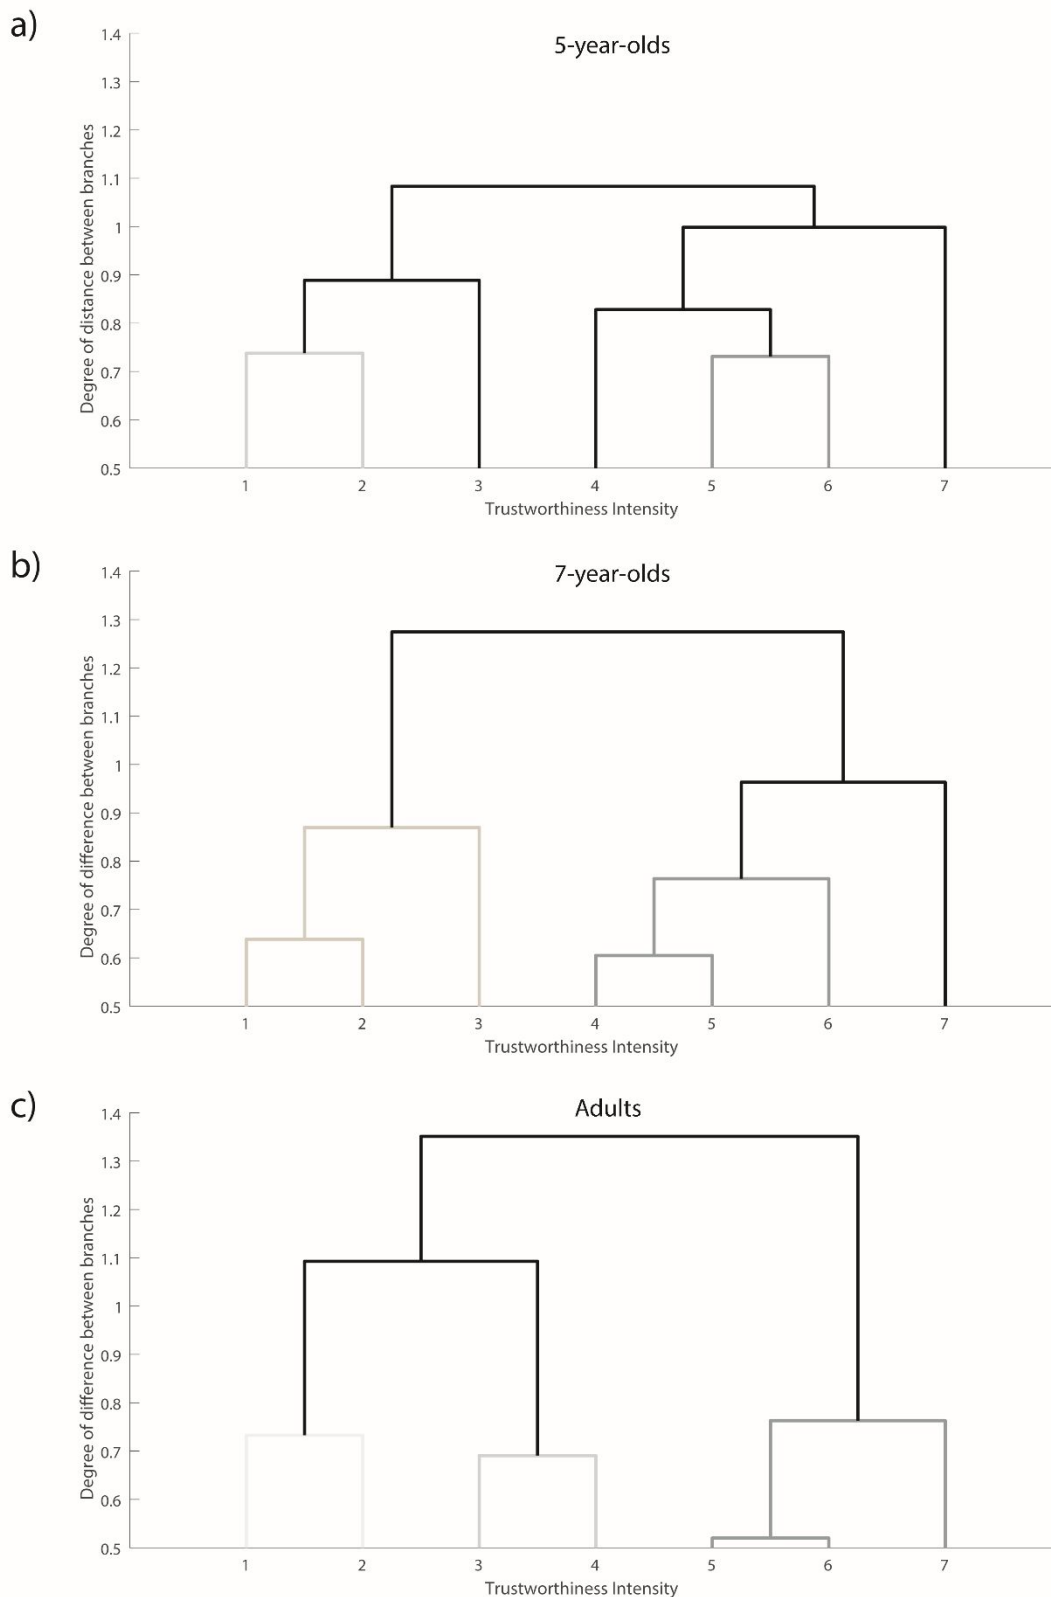 a)
5-year-olds
Degree of distance between branches
1.4
1.3
1.2
1.1
1
0.9
0.8
0.7
0.6
0.5
1 2 3 4 5 6 7
Trustworthiness Intensity
b)
7-year-olds
Degree of difference between branches
1.4
1.3
1.2
1.1
1
0.9
0.8
0.7
0.6
0.5
1 2 3 4 5 6 7
Trustworthiness Intensity
c)
Adults
Degree of difference between branches
1.4
1.3
1.2
1.1
1
0.9
0.8
0.7
0.6
0.5
1 2 3 4 5 6 7
Trustworthiness Intensity